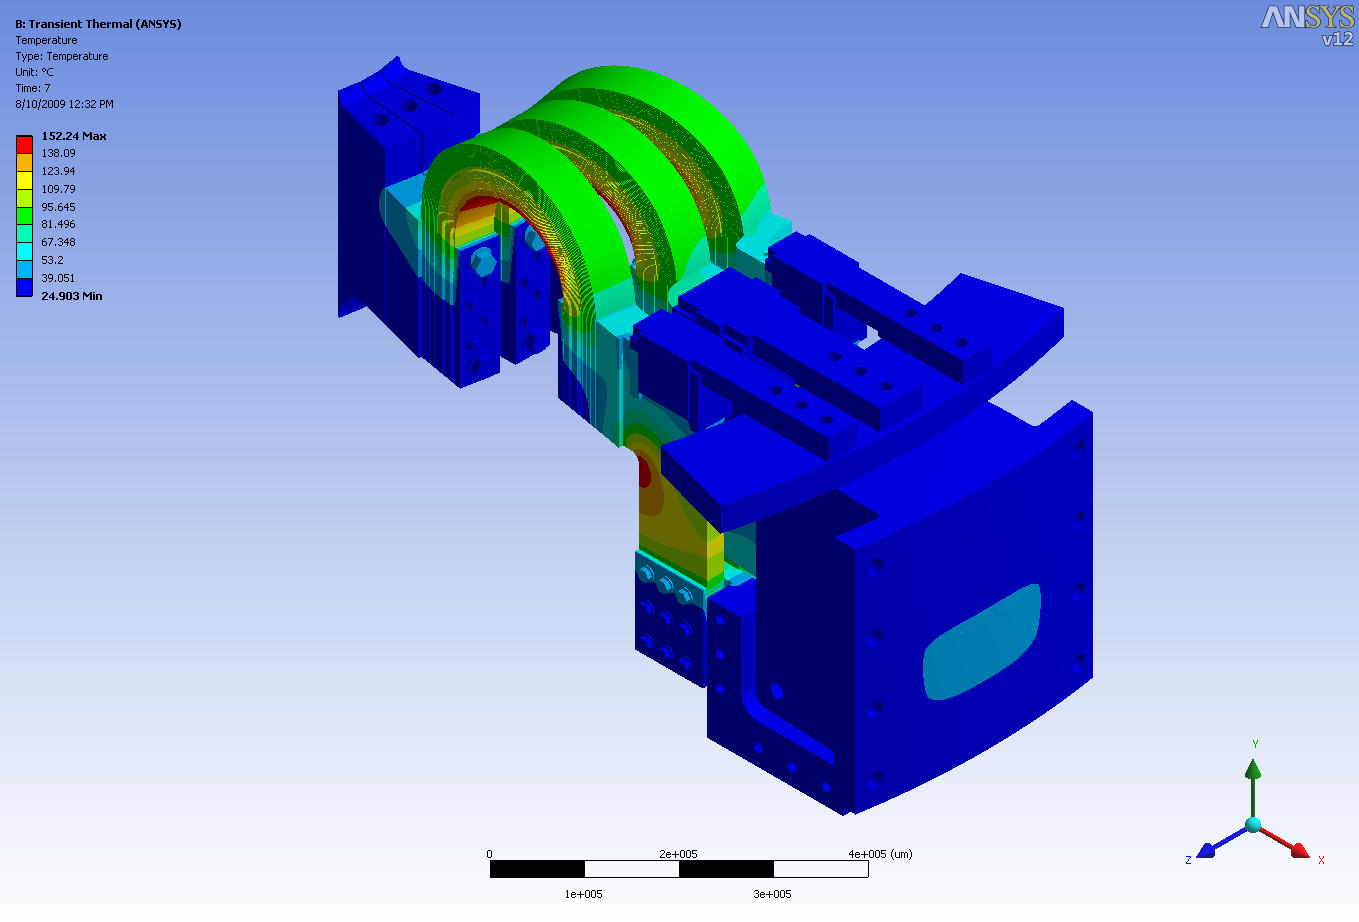 B: Transient Thermal (ANSYS)
Temperature
Type: Temperature
Unit: °C
Time: 7
8/10/2009 12:32 PM
152.24 Max
138.09
123.94
109.79
95.645
81.496
67.348
53.2
39.051
24.903 Min
ANSYS
v12
0
2e+005
4e+005 (um)
1e+005
3e+005
Y
Z
X